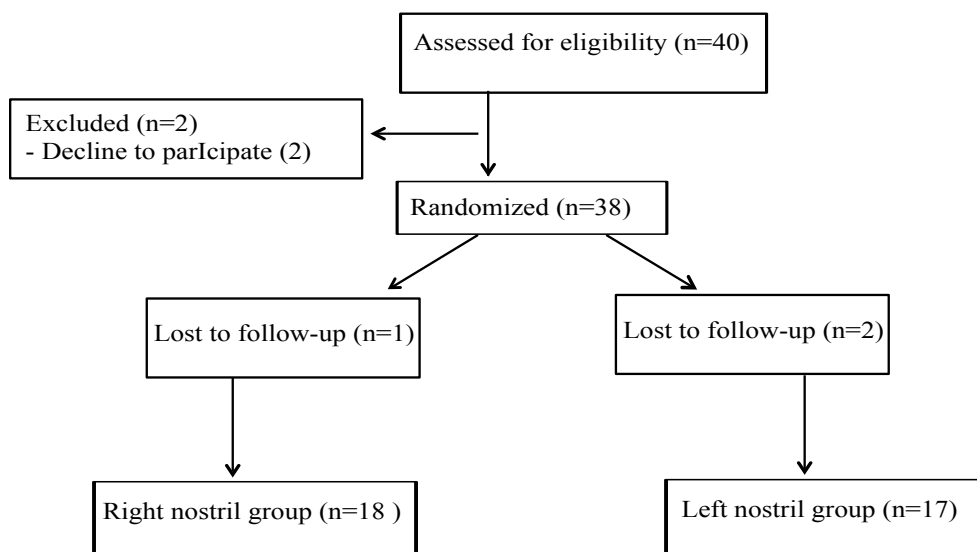 Assessed for eligibility (n=40)
Excluded (n=2)
- Decline to parIcipate (2)
Randomized (n=38)
Lost to follow-up (n=1)
Lost to follow-up (n=2)
Right nostril group (n=18 )
Left nostril group (n=17)